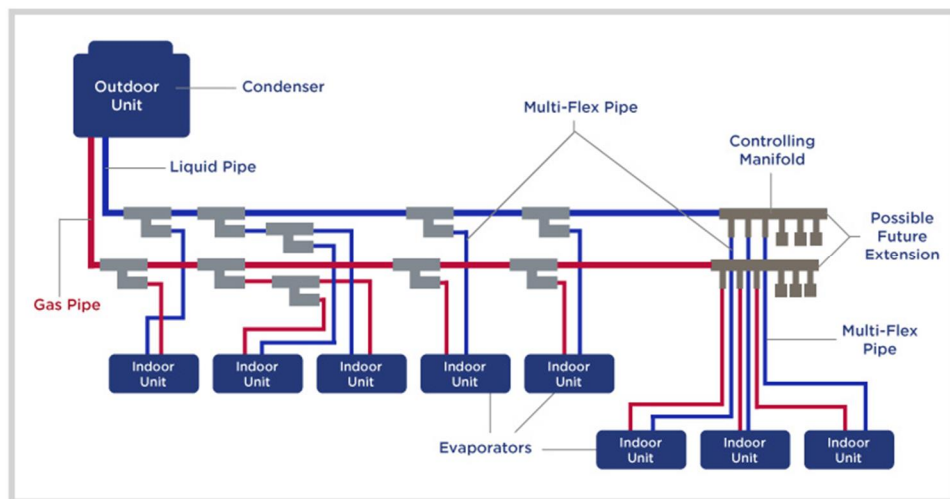 Outdoor
Unit
Condenser
Multi-Flex Pipe
Controlling
Manifold
Liquid Pipe
Possible
Future
Extension
Gas Pipe
Multi-Flex
Pipe
Indoor
Unit
Indoor
Unit
Indoor
Unit
Indoor
Unit
Indoor
Unit
Evaporators
Indoor
Unit
Indoor
Unit
Indoor
Unit